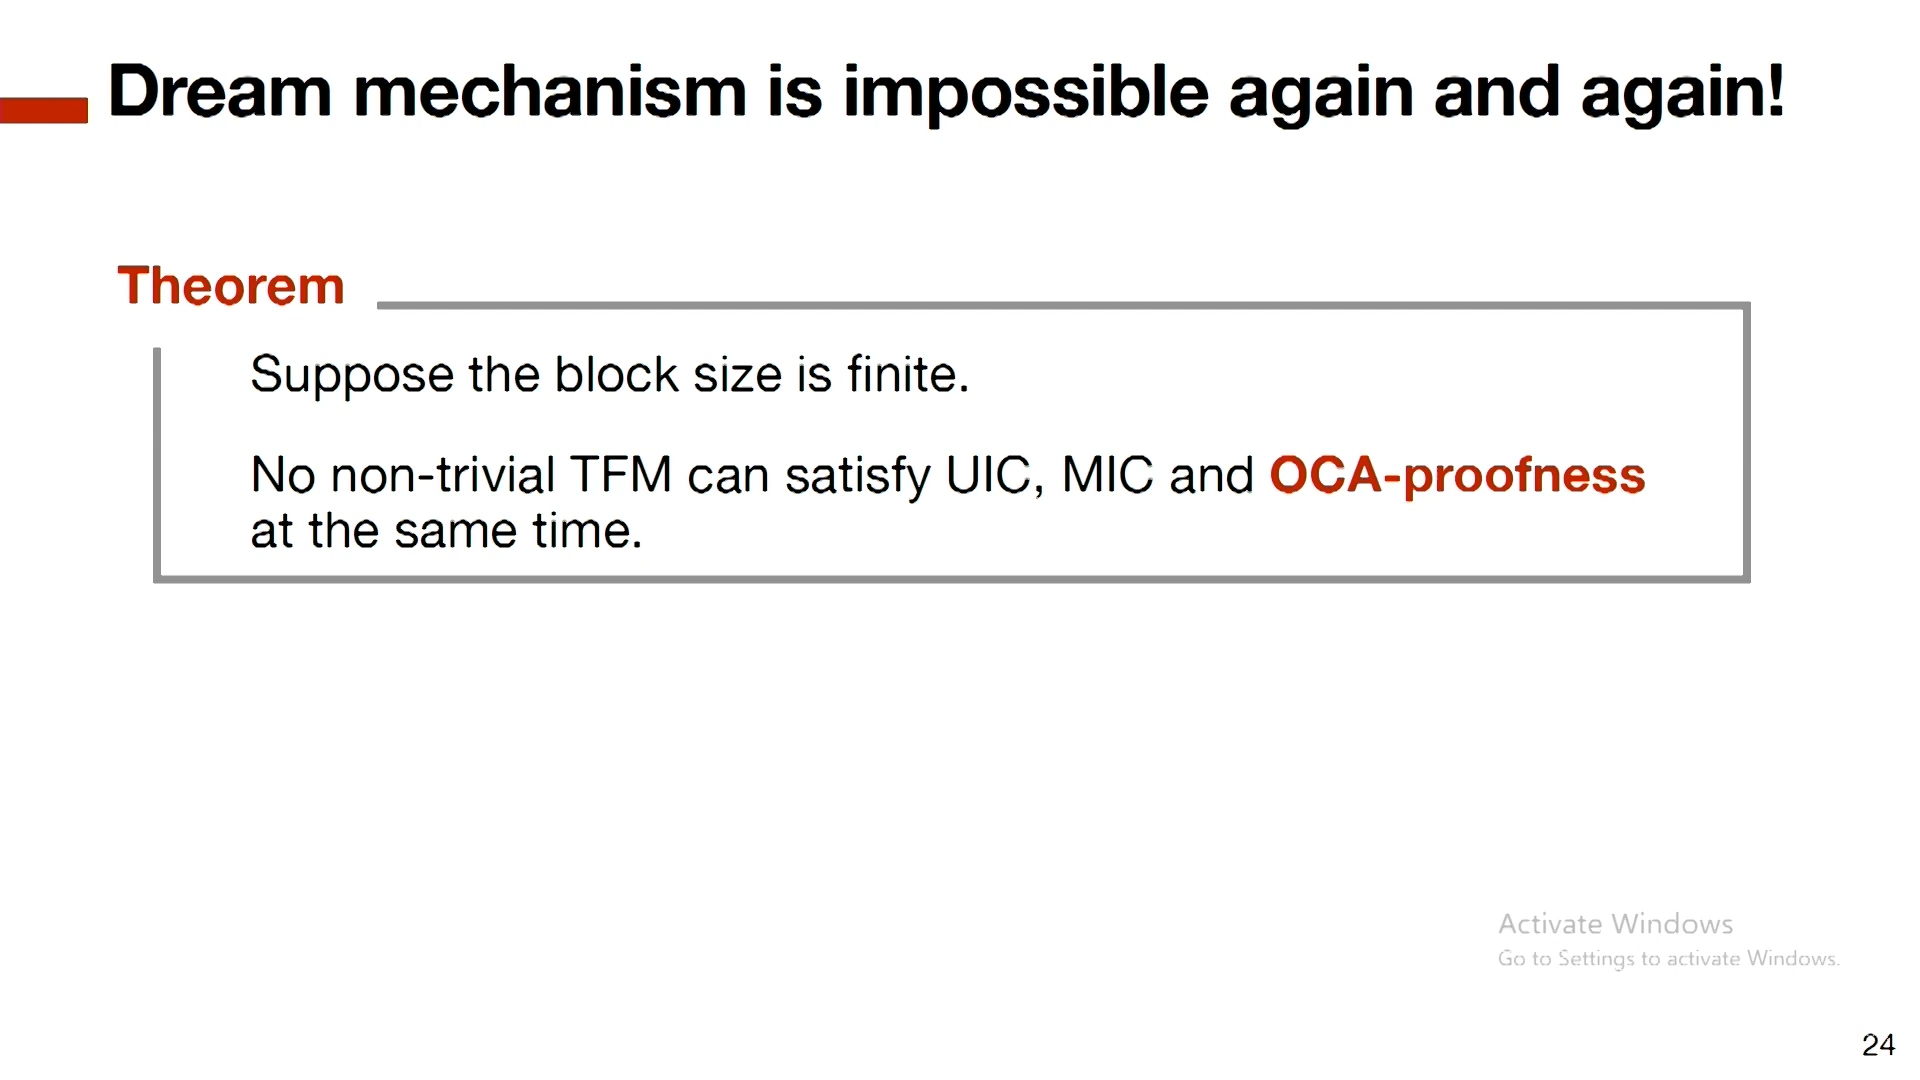 Dream mechanism is impossible again and again!
Theorem
Suppose the block size is finite.
No non-trivial TFM can satisfy UIC, MIC and OCA-proofness
at the same time.
Activate Windows
Go to Settings to activate Windows.
24